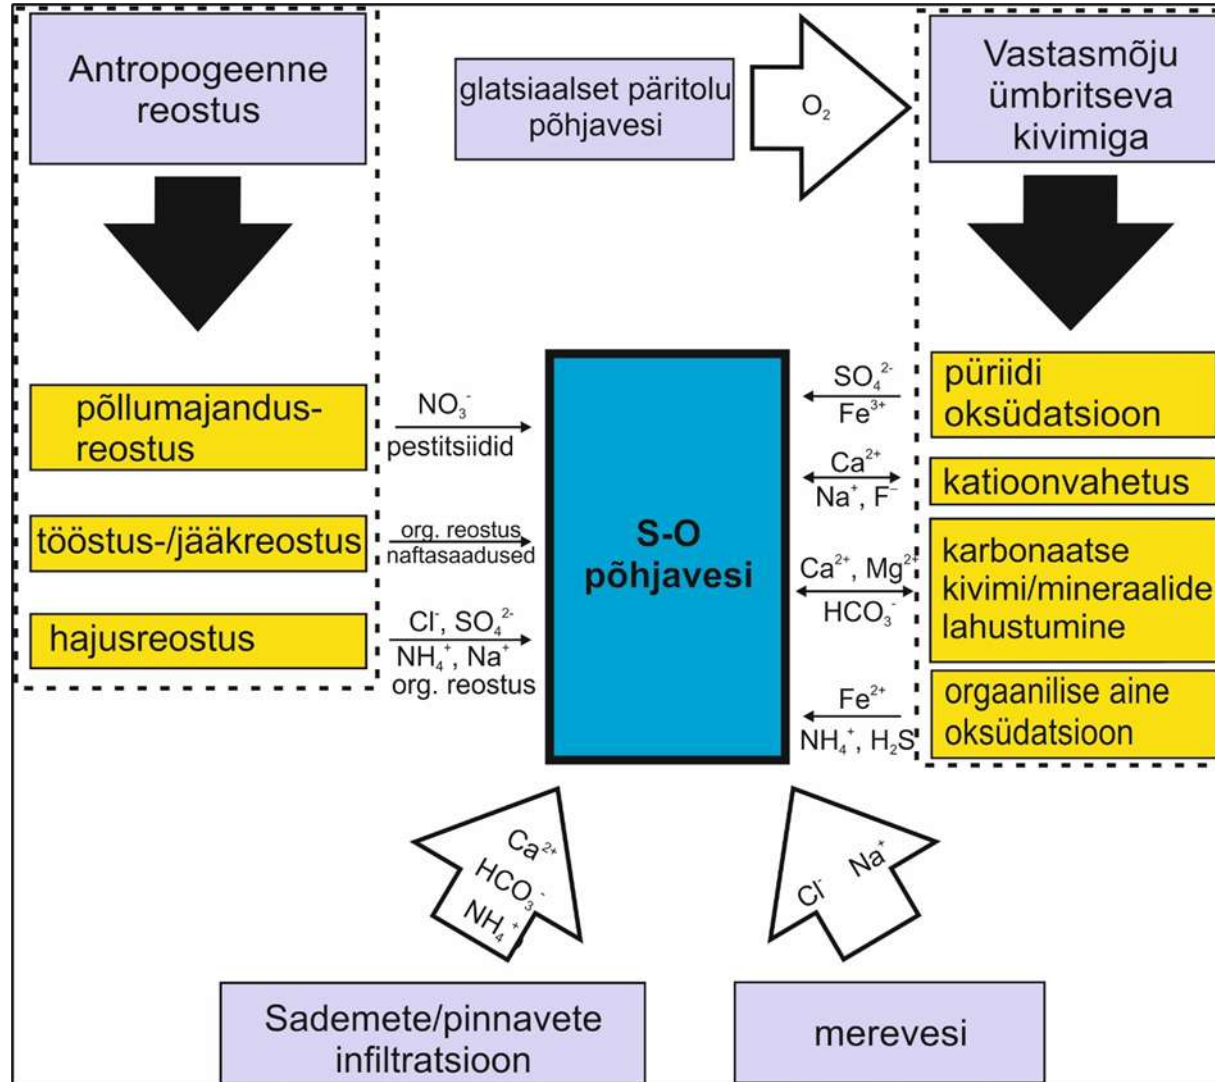 Antropogeenne
reostus
glatsiaalset päritolu
põhjavesi
O₂
Vastasmõju
ümbritseva
kivimiga
põllumajandus-
reostus
NO₃⁻
pestitsiidid
tööstus-/jääkreostus
org. reostus
naftasaadused
hajusreostus
Cl⁻, SO₄²⁻
NH₄⁺, Na⁺
org. reostus
S-O
põhjavesi
SO₄²⁻
Fe³⁺
püriidi
oksüdatsioon
Ca²⁺
Na⁺, F⁻
katioonvahetus
Ca²⁺, Mg²⁺
HCO₃⁻
karbonaatse
kivimi/mineraalide
lahustumine
Fe²⁺
NH₄⁺, H₂S
orgaanilise aine
oksüdatsioon
Ca²⁺
HCO₃⁻
NH₄⁺
Cl⁻ Na⁺
Sademete/pinnavete
infiltratsioon
merevesi